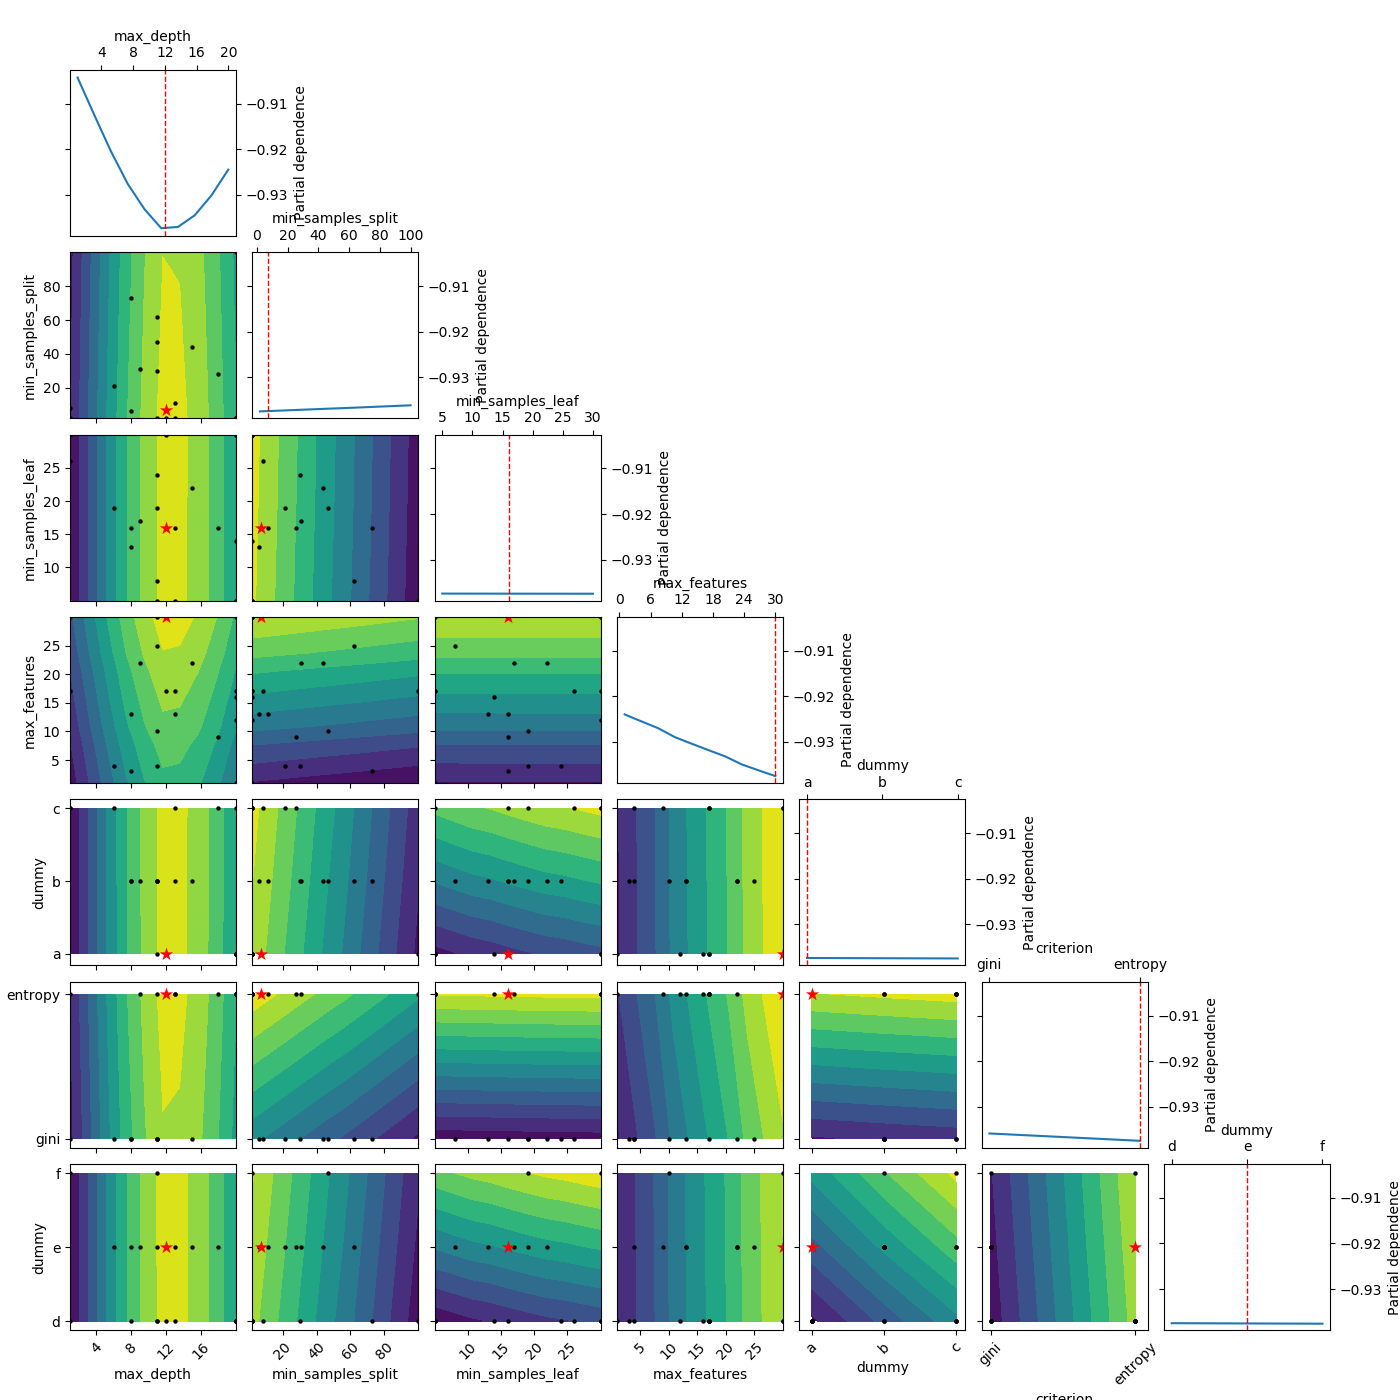 max_depth
4 8 12 16 20
−0.91
−0.92
−0.93
Partial dependence
min_samples_split
0 20 40 60 80 100
80
60
40
20
min_samples_split
−0.91
−0.92
−0.93
Partial dependence
min_samples_leaf
5 10 15 20 25 30
25
20
15
10
min_samples_leaf
−0.91
−0.92
−0.93
Partial dependence
max_features
0 6 12 18 24 30
25
20
15
10
5
max_features
−0.91
−0.92
−0.93
Partial dependence
dummy
a b c
c
b
a
dummy
−0.91
−0.92
−0.93
Partial dependence
criterion
gini entropy
entropy
gini
−0.91
−0.92
−0.93
Partial dependence
dummy
d e f
f
e
d
dummy
−0.91
−0.92
−0.93
Partial dependence
4 8 12 16
max_depth
20 40 60 80
min_samples_split
5 10 15 20 25
min_samples_leaf
5 10 15 20 25
max_features
a b c
dummy
gini entropy
criterion